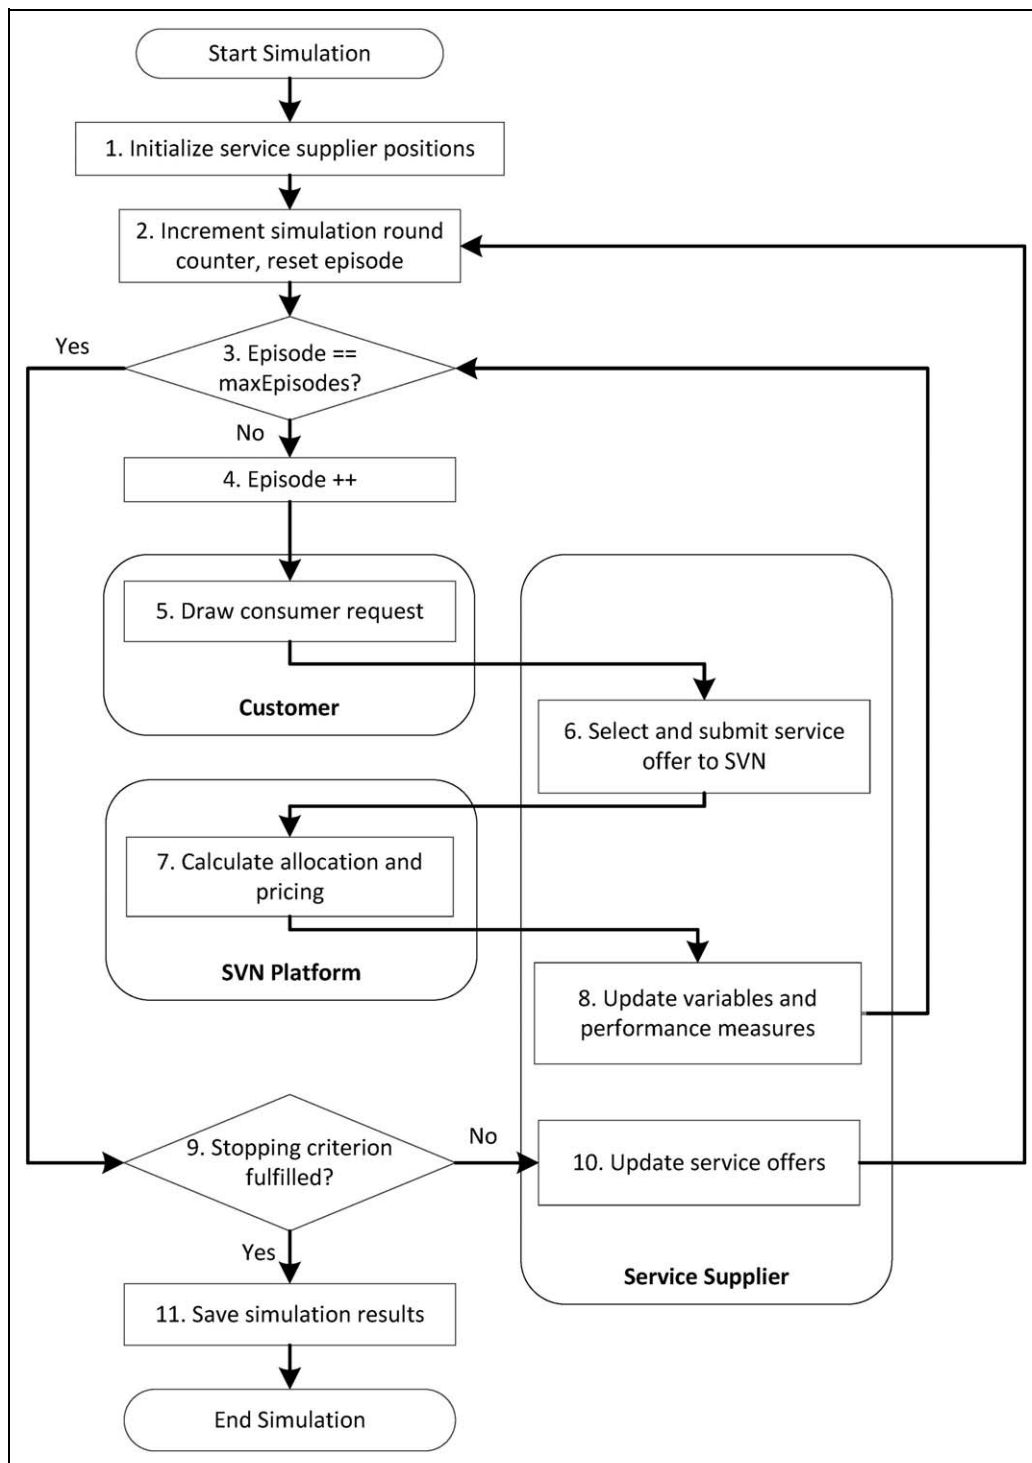 Start Simulation
1. Initialize service supplier positions
2. Increment simulation round
counter, reset episode
Yes
3. Episode ==
maxEpisodes?
No
4. Episode ++
5. Draw consumer request
Customer
6. Select and submit service
offer to SVN
7. Calculate allocation and
pricing
SVN Platform
8. Update variables and
performance measures
9. Stopping criterion
fulfilled?
No
10. Update service offers
Yes
Service Supplier
11. Save simulation results
End Simulation